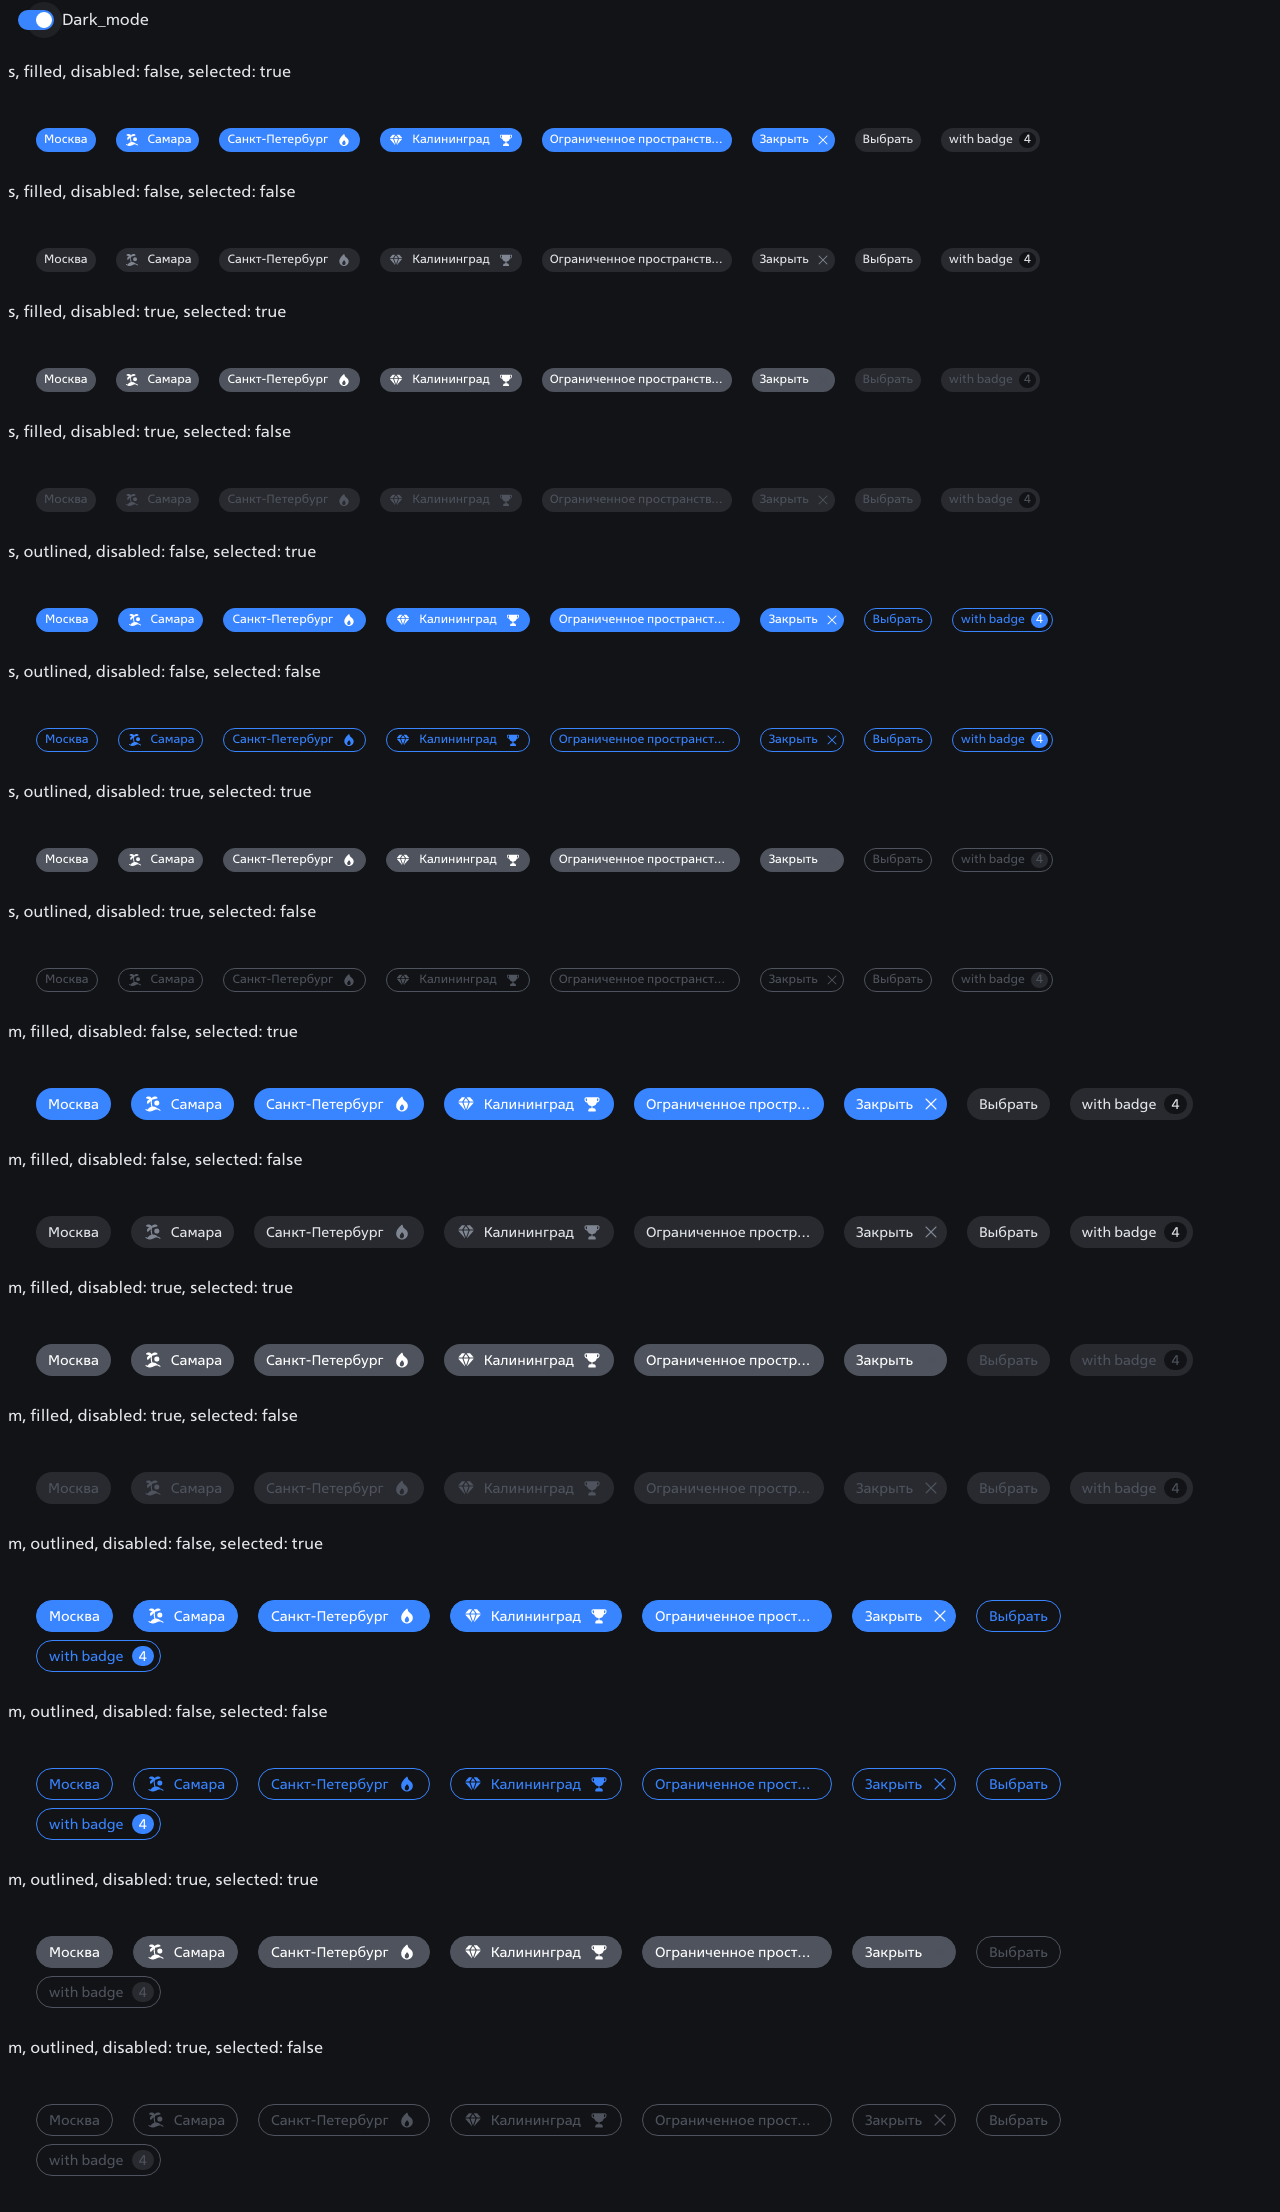 Dark_mode
s, filled, disabled: false, selected: true
Москва Самара Санкт-Петербург Калининград Ограниченное пространств... Закрыть Выбрать with badge 4
s, filled, disabled: false, selected: false
Москва Самара Санкт-Петербург Калининград Ограниченное пространств... Закрыть Выбрать with badge 4
s, filled, disabled: true, selected: true
Москва Самара Санкт-Петербург Калининград Ограниченное пространств... Закрыть Выбрать with badge 4
s, filled, disabled: true, selected: false
Москва Самара Санкт-Петербург Калининград Ограниченное пространств... Закрыть Выбрать with badge 4
s, outlined, disabled: false, selected: true
Москва Самара Санкт-Петербург Калининград Ограниченное пространст... Закрыть Выбрать with badge 4
s, outlined, disabled: false, selected: false
Москва Самара Санкт-Петербург Калининград Ограниченное пространст... Закрыть Выбрать with badge 4
s, outlined, disabled: true, selected: true
Москва Самара Санкт-Петербург Калининград Ограниченное пространст... Закрыть Выбрать with badge 4
s, outlined, disabled: true, selected: false
Москва Самара Санкт-Петербург Калининград Ограниченное пространст... Закрыть Выбрать with badge 4
m, filled, disabled: false, selected: true
Москва Самара Санкт-Петербург Калининград Ограниченное простр... Закрыть Выбрать with badge 4
m, filled, disabled: false, selected: false
Москва Самара Санкт-Петербург Калининград Ограниченное простр... Закрыть Выбрать with badge 4
m, filled, disabled: true, selected: true
Москва Самара Санкт-Петербург Калининград Ограниченное простр... Закрыть Выбрать with badge 4
m, filled, disabled: true, selected: false
Москва Самара Санкт-Петербург Калининград Ограниченное простр... Закрыть Выбрать with badge 4
m, outlined, disabled: false, selected: true
Москва Самара Санкт-Петербург Калининград Ограниченное прост... Закрыть Выбрать
with badge 4
m, outlined, disabled: false, selected: false
Москва Самара Санкт-Петербург Калининград Ограниченное прост... Закрыть Выбрать
with badge 4
m, outlined, disabled: true, selected: true
Москва Самара Санкт-Петербург Калининград Ограниченное прост... Закрыть Выбрать
with badge 4
m, outlined, disabled: true, selected: false
Москва Самара Санкт-Петербург Калининград Ограниченное прост... Закрыть Выбрать
with badge 4